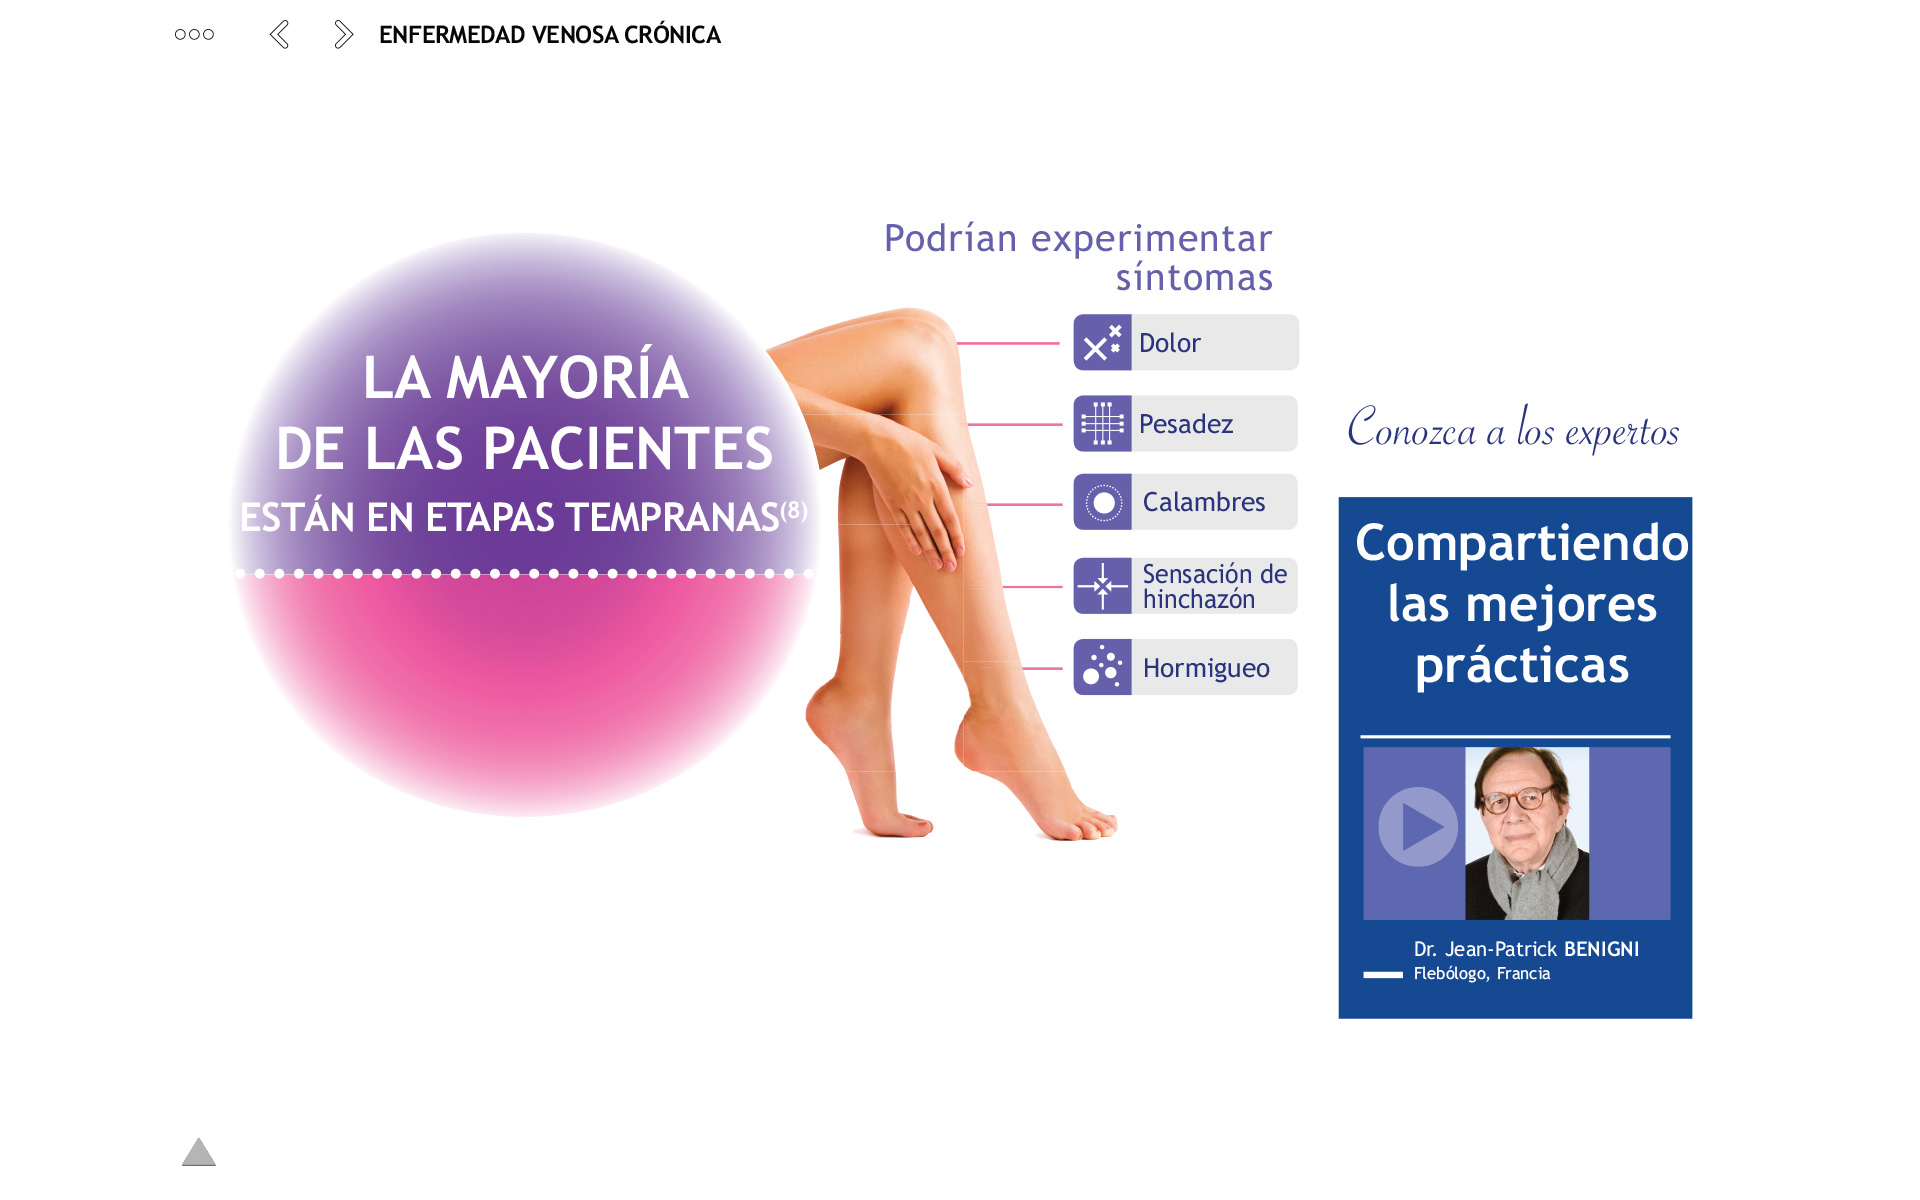 ENFERMEDAD VENOSA CRÓNICA
LA MAYORÍA
DE LAS PACIENTES
ESTÁN EN ETAPAS TEMPRANAS(8)
Podrían experimentar
síntomas
Dolor
Pesadez
Calambres
Sensación de
hinchazón
Hormigueo
Conozca a los expertos
Compartiendo
las mejores
prácticas
Dr. Jean-Patrick BENIGNI
Flebólogo, Francia